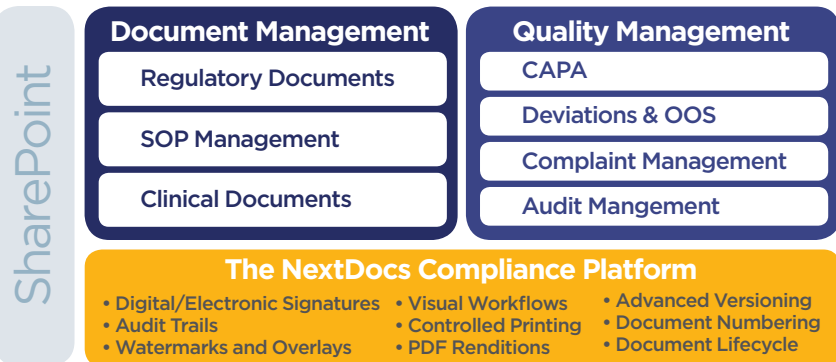 SharePoint
Document Management
Regulatory Documents
SOP Management
Clinical Documents
Quality Management
CAPA
Deviations & OOS
Complaint Management
Audit Mangement
The NextDocs Compliance Platform
• Digital/Electronic Signatures
• Audit Trails
• Watermarks and Overlays
• Visual Workflows
• Controlled Printing
• PDF Renditions
• Advanced Versioning
• Document Numbering
• Document Lifecycle